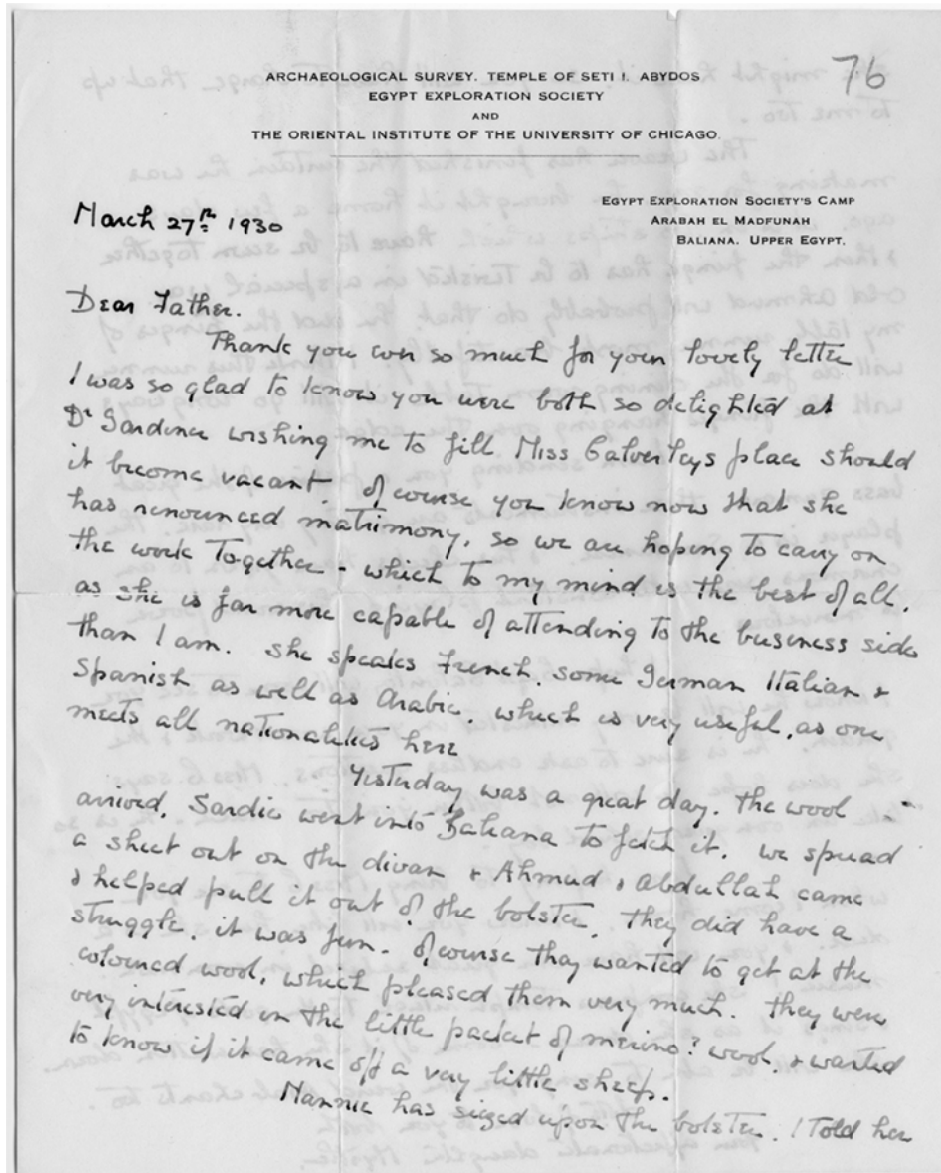 76
ARCHAEOLOGICAL SURVEY. TEMPLE OF SETI I. ABYDOS
EGYPT EXPLORATION SOCIETY
AND
THE ORIENTAL INSTITUTE OF THE UNIVERSITY OF CHICAGO.
EGYPT EXPLORATION SOCIETY'S CAMP
ARABAH EL MADFUNAH
BALIANA. UPPER EGYPT.
March 27th 1930
Dear Father.
Thank you ever so much for your lovely letter
I was so glad to know you were both so delighted at
Dr Gardiner wishing me to fill Miss Calverleys place should
it become vacant. Of course you know now that she
has renounced matrimony, so we are hoping to carry on
the work together - which to my mind is the best of all,
as she is far more capable of attending to the business side
than I am. She speaks French, some German Italian &
Spanish as well as Arabic. which is very useful, as one
meets all nationalities here
Yesterday was a great day. the wool
arrived, Sardic went into Baliana to fetch it. we spread
a sheet out on the divan & Ahmud & Abdullah came
& helped pull it out of the bolster, they did have a
struggle, it was fun. Of course they wanted to get at the
coloured wool, which pleased them very much. They were
very interested in the little packet of merino? wool, & wanted
to know if it came off a very little sheep.
Nannie has siezed upon the bolster. I told her